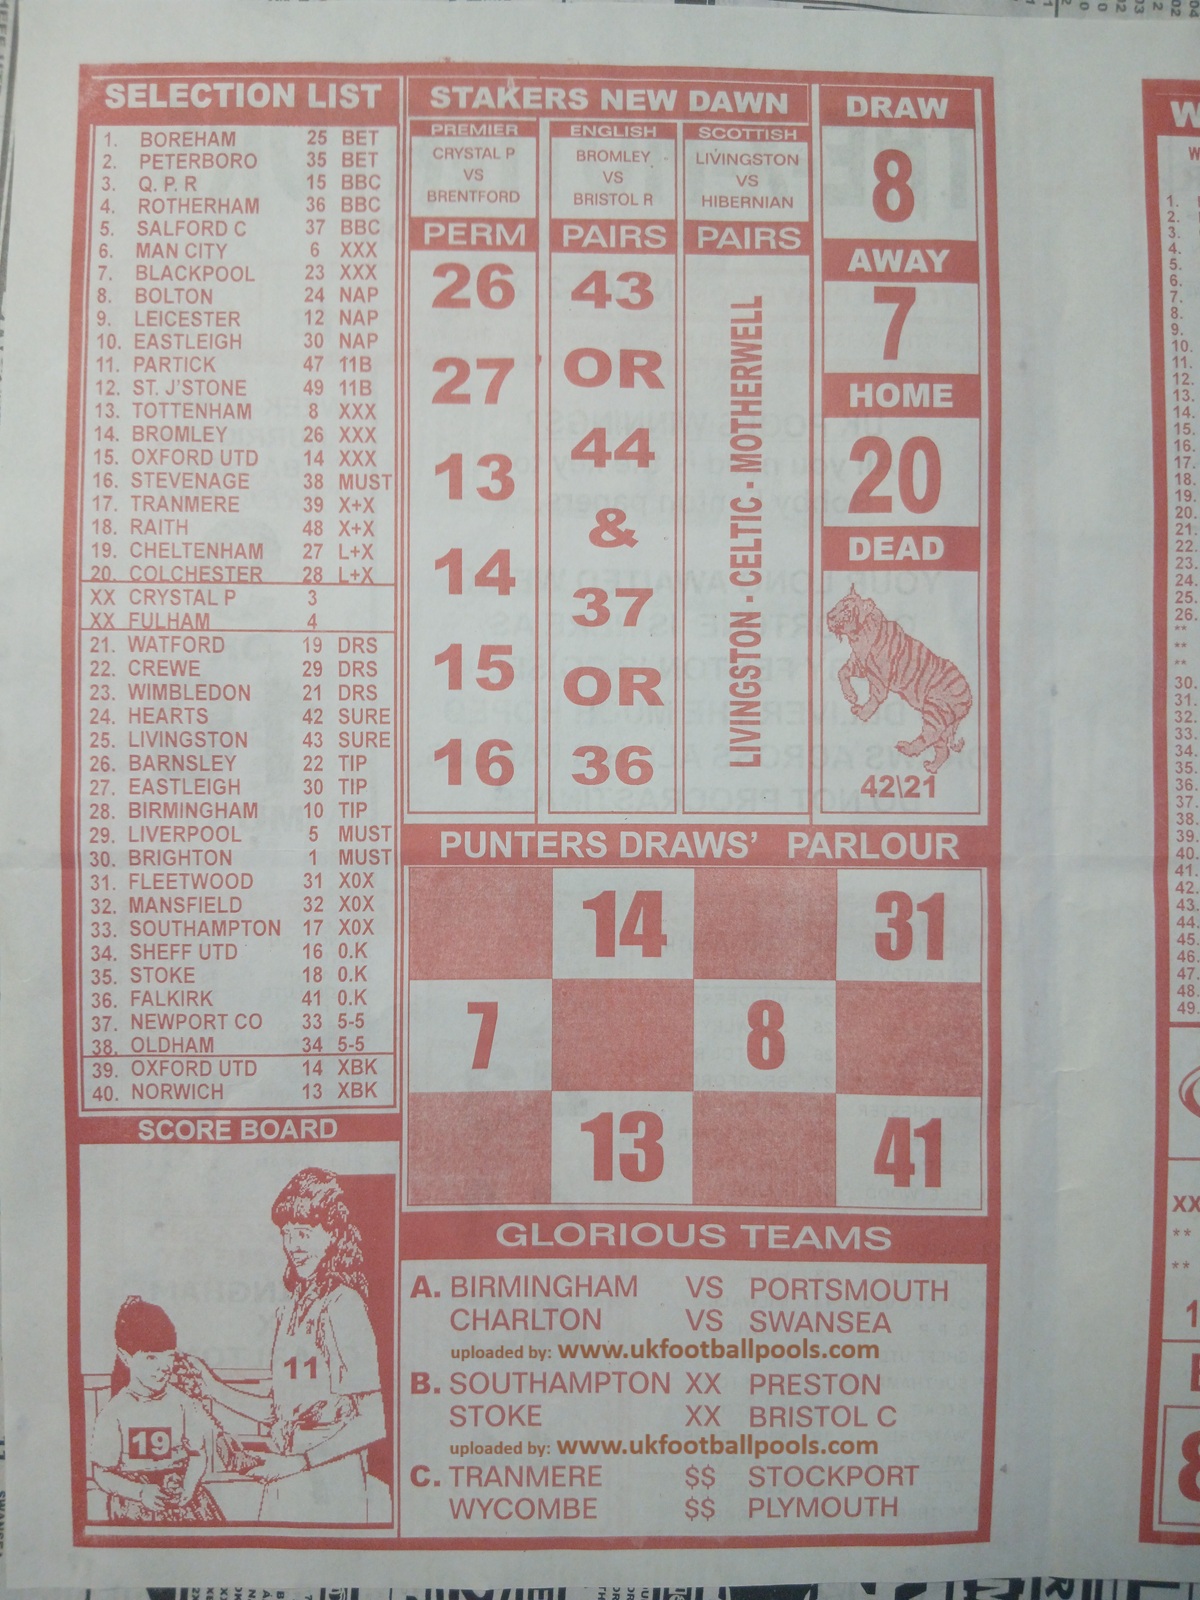 SELECTION LIST
1. BOREHAM 25 BET
2. PETERBORO 35 BET
3. Q. P. R 15 BBC
4. ROTHERHAM 36 BBC
5. SALFORD C 37 BBC
6. MAN CITY 6 XXX
7. BLACKPOOL 23 XXX
8. BOLTON 24 NAP
9. LEICESTER 12 NAP
10. EASTLEIGH 30 NAP
11. PARTICK 47 11B
12. ST. J'STONE 49 11B
13. TOTTENHAM 8 XXX
14. BROMLEY 26 XXX
15. OXFORD UTD 14 XXX
16. STEVENAGE 38 MUST
17. TRANMERE 39 X+X
18. RAITH 48 X+X
19. CHELTENHAM 27 L+X
20. COLCHESTER 28 L+X
XX CRYSTAL P 3
XX FULHAM 4
21. WATFORD 19 DRS
22. CREWE 29 DRS
23. WIMBLEDON 21 DRS
24. HEARTS 42 SURE
25. LIVINGSTON 43 SURE
26. BARNSLEY 22 TIP
27. EASTLEIGH 30 TIP
28. BIRMINGHAM 10 TIP
29. LIVERPOOL 5 MUST
30. BRIGHTON 1 MUST
31. FLEETWOOD 31 X0X
32. MANSFIELD 32 X0X
33. SOUTHAMPTON 17 X0X
34. SHEFF UTD 16 O.K
35. STOKE 18 O.K
36. FALKIRK 41 O.K
37. NEWPORT CO 33 5-5
38. OLDHAM 34 5-5
39. OXFORD UTD 14 XBK
40. NORWICH 13 XBK
SCORE BOARD
11
19
STAKERS NEW DAWN
PREMIER
CRYSTAL P
VS
BRENTFORD
PERM
26
27
13
14
15
16
ENGLISH
BROMLEY
VS
BRISTOL R
PAIRS
43
OR
44
&
37
OR
36
SCOTTISH
LIVINGSTON
VS
HIBERNIAN
PAIRS
LIVINGSTON - CELTIC - MOTHERWELL
DRAW
8
AWAY
7
HOME
20
DEAD
42\21
PUNTERS DRAWS' PARLOUR
14 31
7 8
13 41
GLORIOUS TEAMS
A. BIRMINGHAM VS PORTSMOUTH
CHARLTON VS SWANSEA
uploaded by: www.ukfootballpools.com
B. SOUTHAMPTON XX PRESTON
STOKE XX BRISTOL C
uploaded by: www.ukfootballpools.com
C. TRANMERE $$ STOCKPORT
WYCOMBE $$ PLYMOUTH